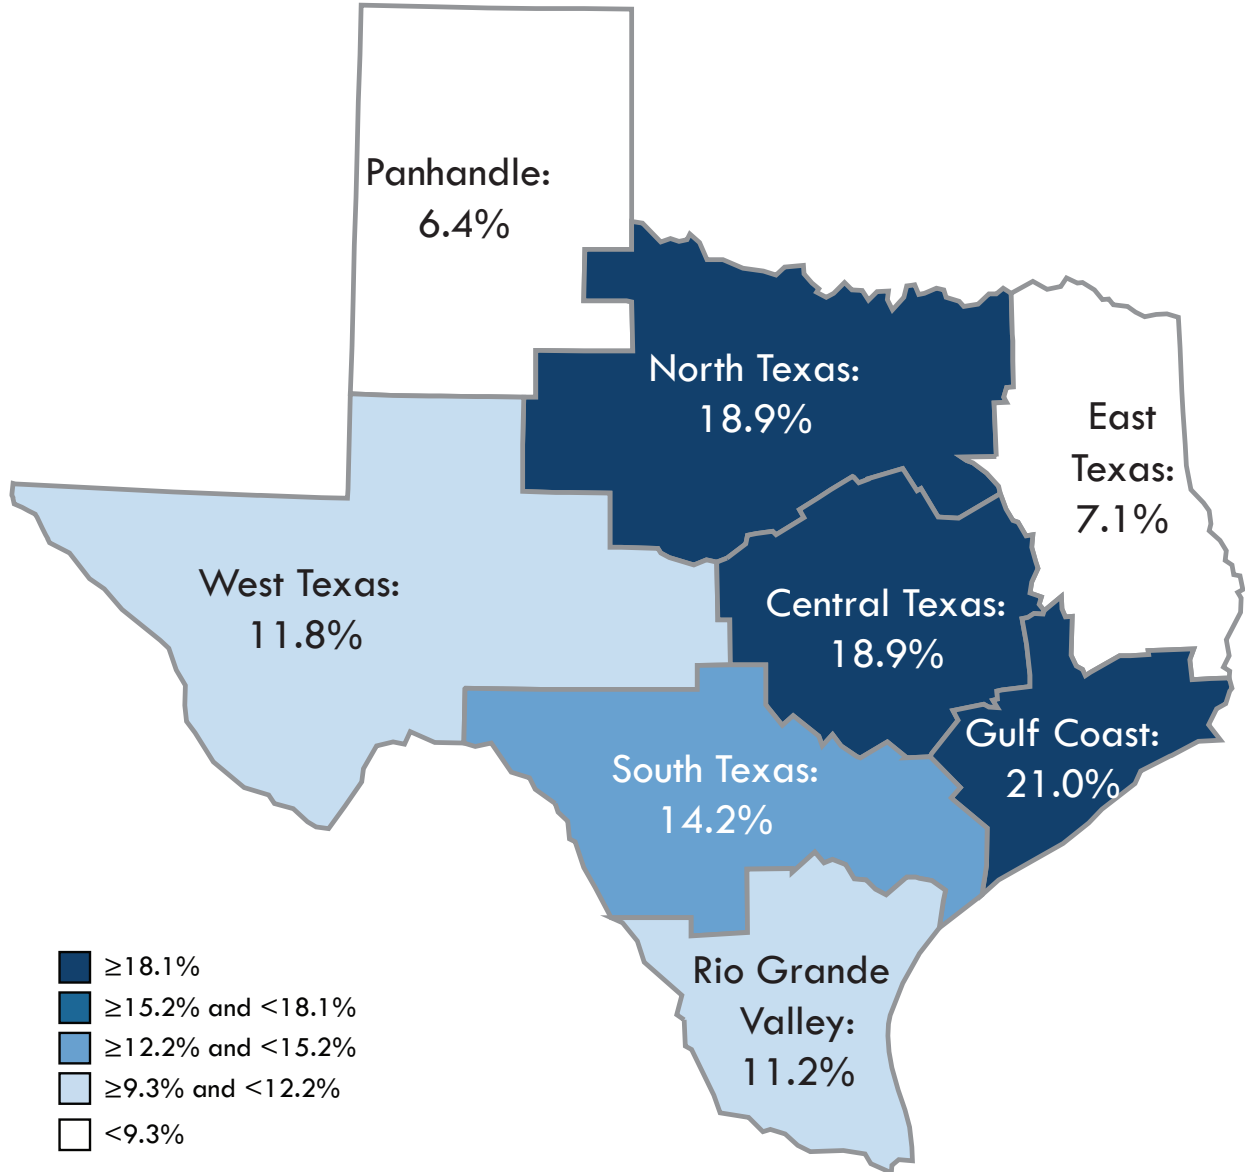 Panhandle:
6.4%
North Texas:
18.9%
East
Texas:
7.1%
West Texas:
11.8%
Central Texas:
18.9%
Gulf Coast:
21.0%
South Texas:
14.2%
Rio Grande
Valley:
11.2%
≥18.1%
≥15.2% and <18.1%
≥12.2% and <15.2%
≥9.3% and <12.2%
<9.3%